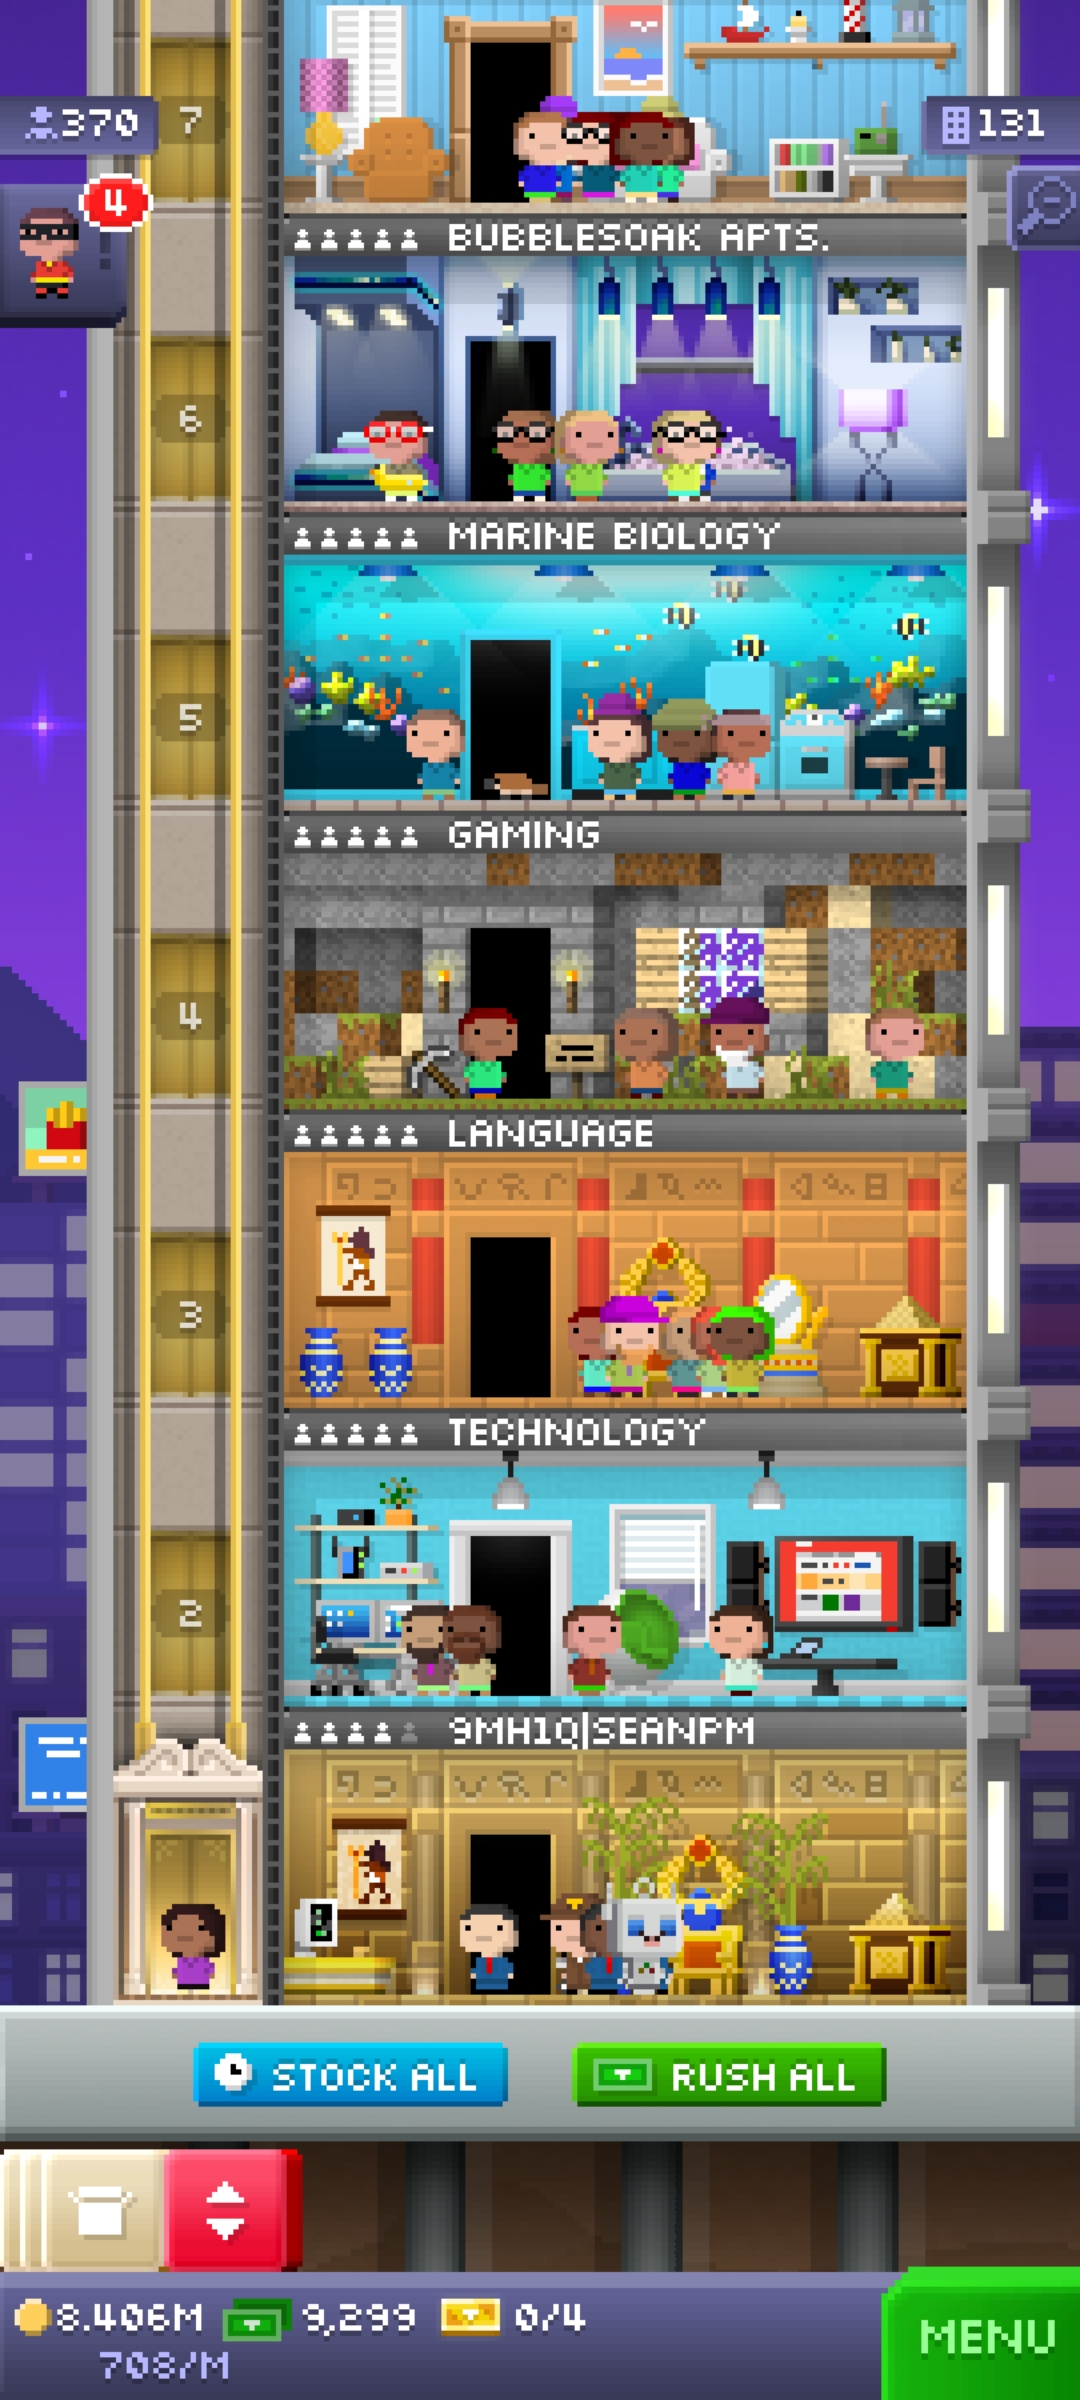 7
370
131
4
BUBBLESOAK APTS.
6
MARINE BIOLOGY
5
GAMING
4
LANGUAGE
3
TECHNOLOGY
2
9MH1Q|SEANPM
STOCK ALL
RUSH ALL
8.406M
9,299
0/4
708/M
MENU